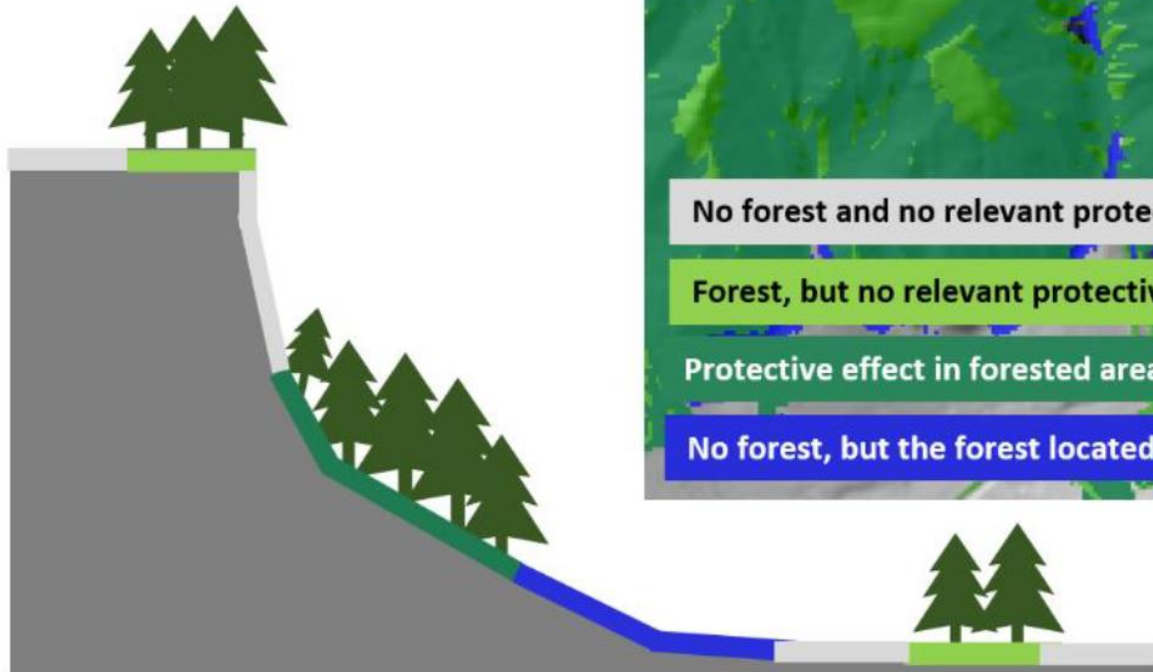 No forest and no relevant
Forest, but no relevant
Protective effect in forested
No forest, but the forest located